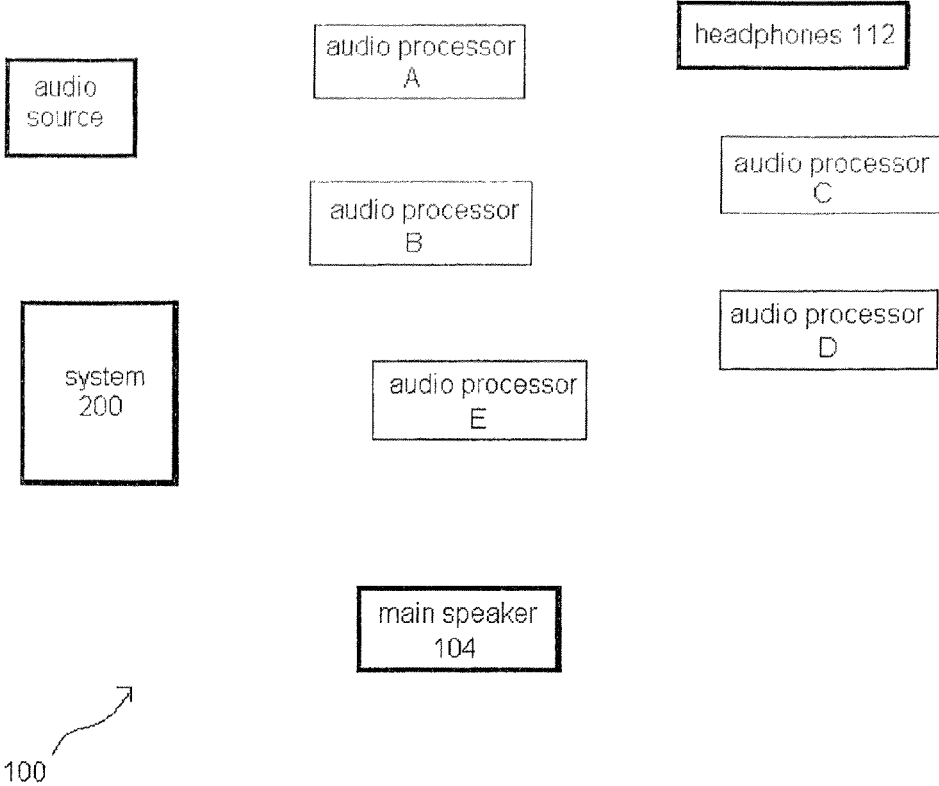 audio processor
A
headphones 112
audio
source
audio processor
B
audio processor
C
system
200
audio processor
D
audio processor
E
main speaker
104
100